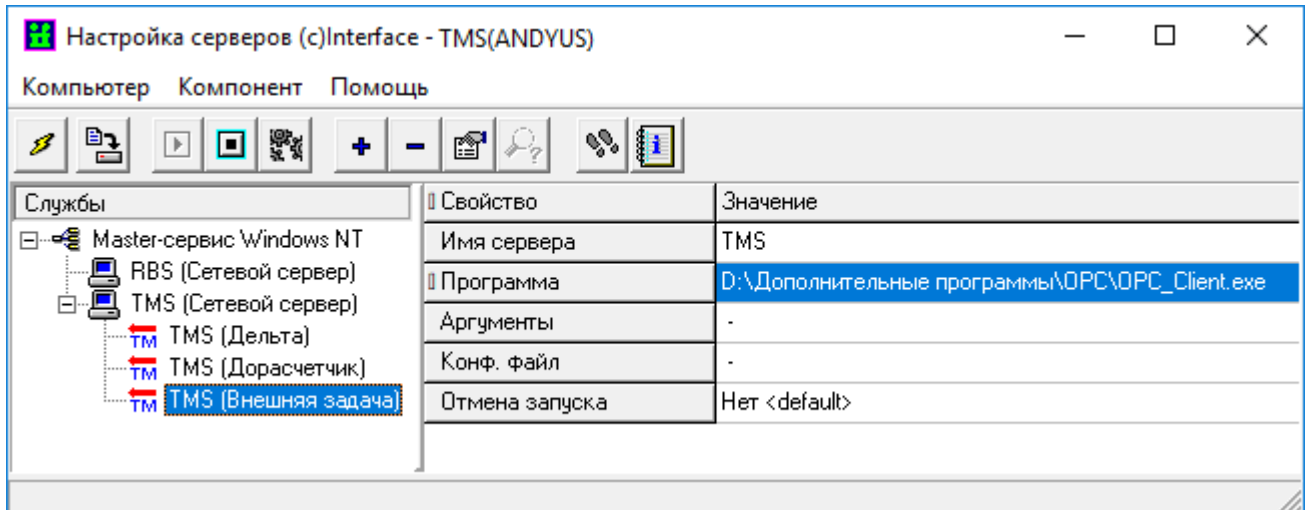 Настройка серверов (c)Interface - TMS(ANDYUS)
Компьютер Компонент Помощь
Службы
Master-сервис Windows NT
RBS (Сетевой сервер)
TMS (Сетевой сервер)
TMS (Дельта)
TMS (Дорасчетчик)
TMS (Внешняя задача)
Свойство Значение
Имя сервера TMS
Программа D:\Дополнительные программы\OPC\OPC_Client.exe
Аргументы -
Конф. файл -
Отмена запуска Нет <default>